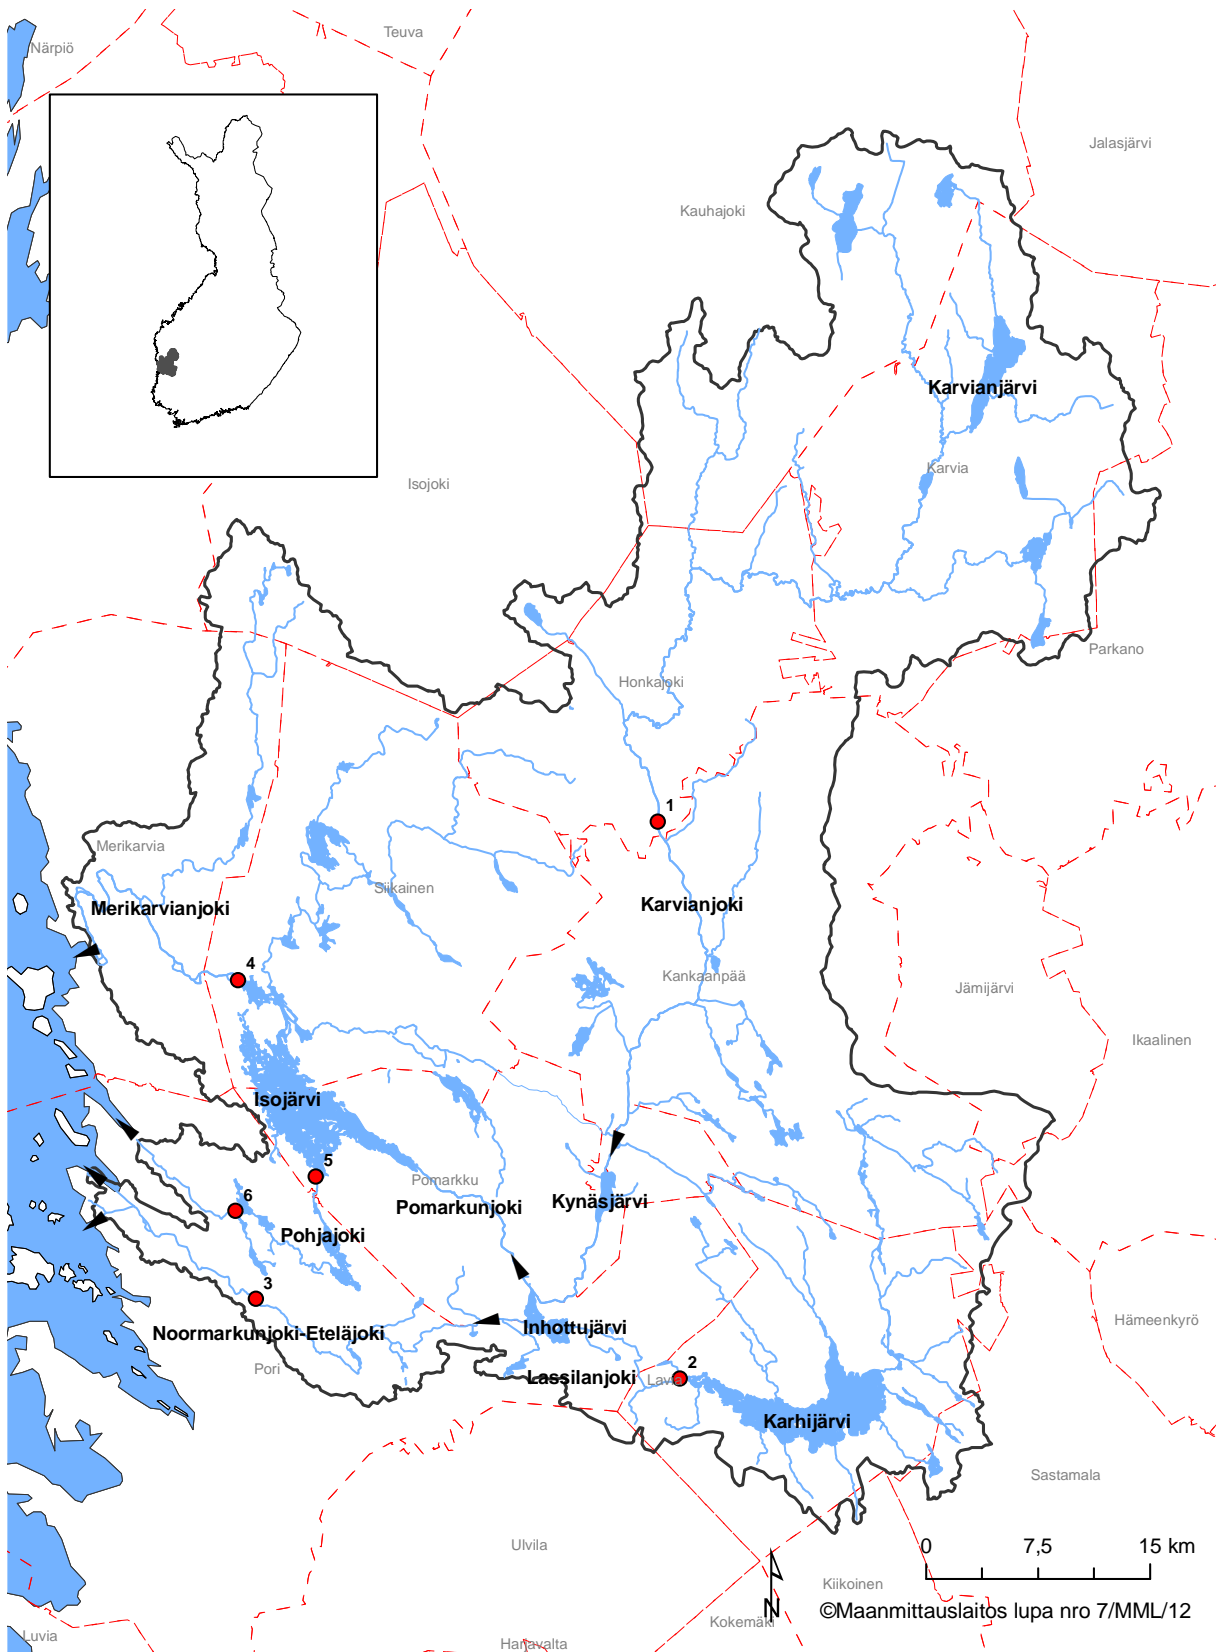 Teuva
Närpiö
Jalasjärvi
Kauhajoki
Karvianjärvi
Karvia
Isojoki
Parkano
Honkajoki
1
Merikarvia
Siikainen
Merikarvianjoki
Karvianjoki
4
Kankaanpää
Jämijärvi
Ikaalinen
Isojärvi
5
Pomarkku
6
Pomarkunjoki
Kynäsjärvi
Pohjajoki
3
Noormarkunjoki-Eteläjoki
Inhottujärvi
Hämeenkyrö
Pori
2
Lassilanjoki
Lavia
Karhijärvi
Sastamala
Ulvila
0 7,5 15 km
N
Kiikoinen
©Maanmittauslaitos lupa nro 7/MML/12
Kokemäki
Luvia
Harjavalta